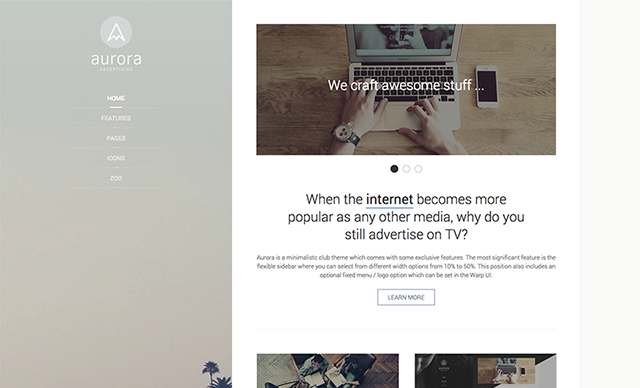 aurora
ADVERTISING
HOME
FEATURES
PAGES
ICONS
ZOO
We craft awesome stuff ...
When the internet becomes more
popular as any other media, why do you
still advertise on TV?
Aurora is a minimalistc club theme which comes with some exclusive features. The most significant feature is the
flexible sidebar where you can select from different width options from 10% to 50%. This position also includes an
optional fixed menu / logo option which can be set in the Warp UI.
LEARN MORE